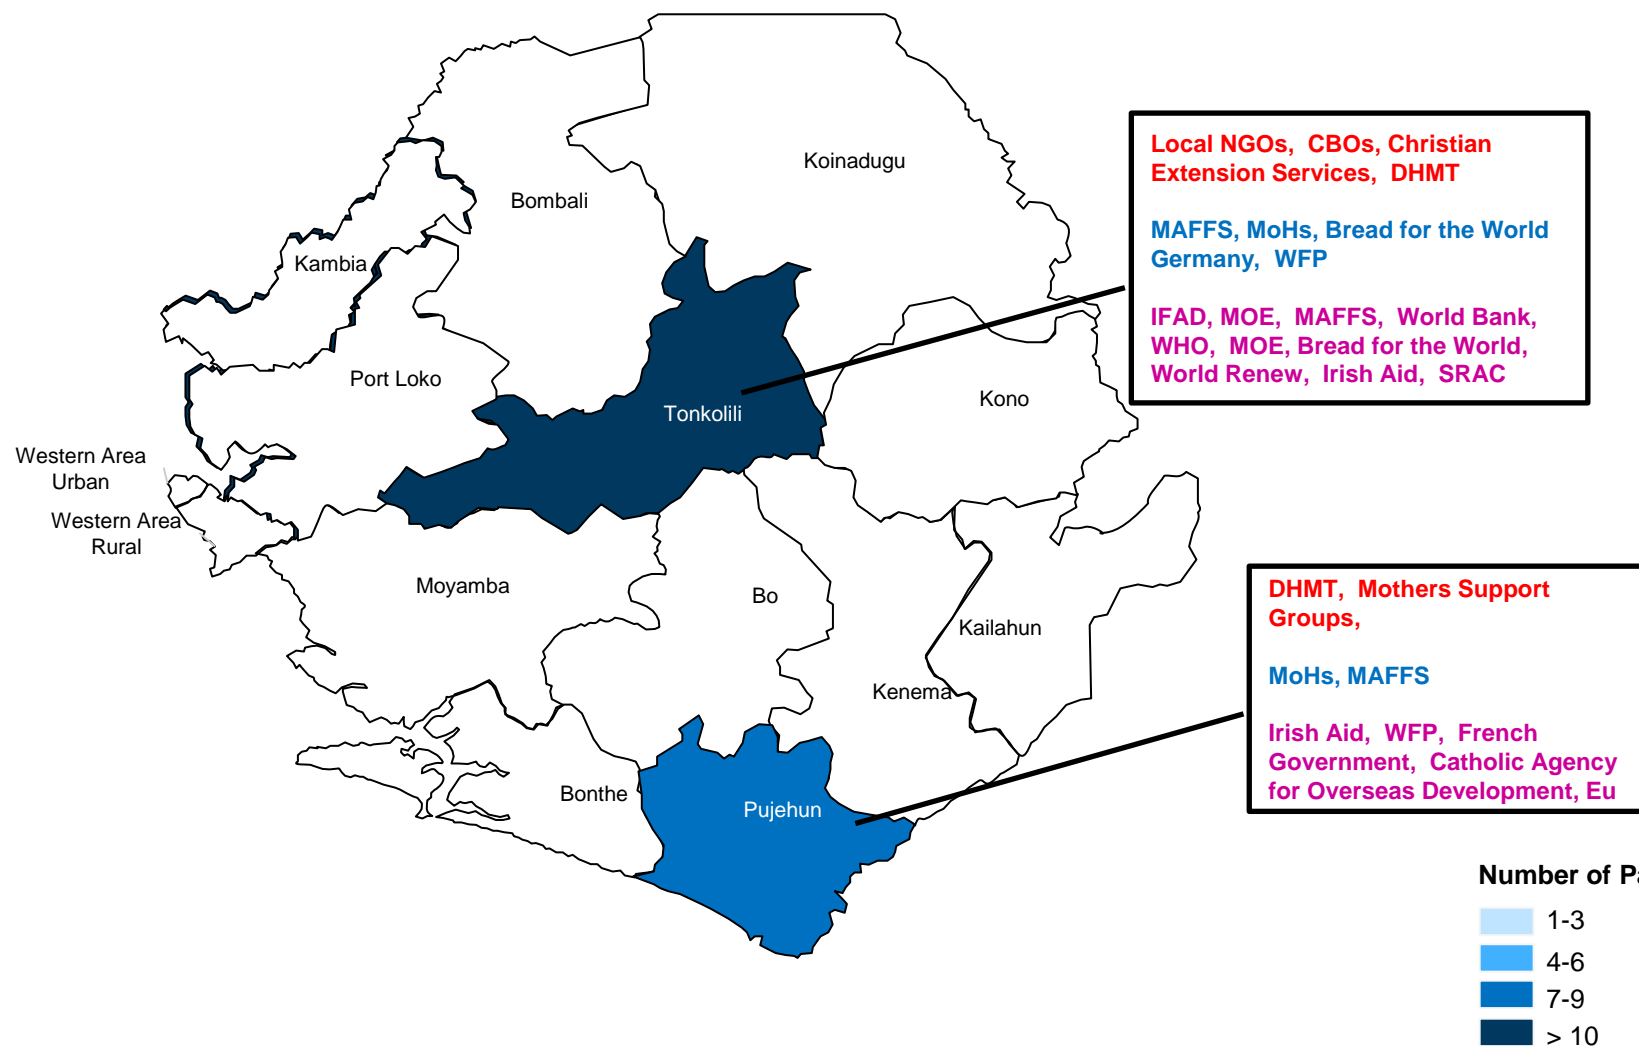 Koinadugu
Bombali
Kambia
Port Loko
Tonkolili
Kono
Western Area
Urban
Western Area
Rural
Moyamba
Bo
Kailahun
Kenema
Bonthe
Pujehun
Local NGOs, CBOs, Christian
Extension Services, DHMT
MAFFS, MoHs, Bread for the World
Germany, WFP
IFAD, MOE, MAFFS, World Bank,
WHO, MOE, Bread for the World,
World Renew, Irish Aid, SRAC
DHMT, Mothers Support
Groups,
MoHs, MAFFS
Irish Aid, WFP, French
Government, Catholic Agency
for Overseas Development, Eu
Number of Pa
1-3
4-6
7-9
> 10